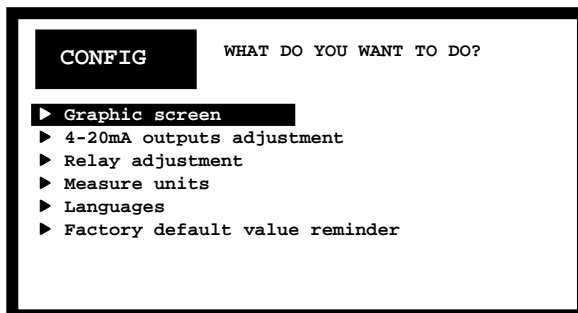 CONFIG
WHAT DO YOU WANT TO DO?
Graphic screen
4-20mA outputs adjustment
Relay adjustment
Measure units
Languages
Factory default value reminder